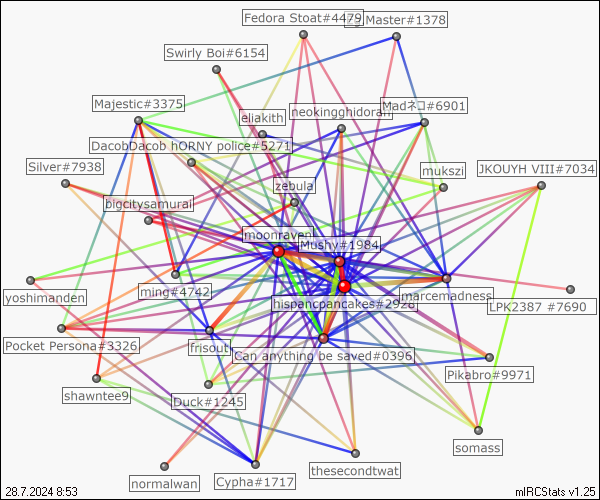 Fedora Stoat#4479
Master#1378
Swirly Boi#6154
Majestic#3375
eliakith
neokingghidorah
Madネコ#6901
DacobDacob hORNY police#5271
Silver#7938
mukszi
JKOUYH VIII#7034
zebula
bigcitysamurai
moonraven
Mushy#1984
ming#4742
hispancpancakes#2928
marcemadness
LPK2387 #7690
yoshimanden
Pocket Persona#3326
frisout
Can anything be saved#0396
Pikabro#9971
shawntee9
Duck#1245
somass
normalwan
Cypha#1717
thesecondtwat
28.7.2024 8:53
mIRCStats v1.25